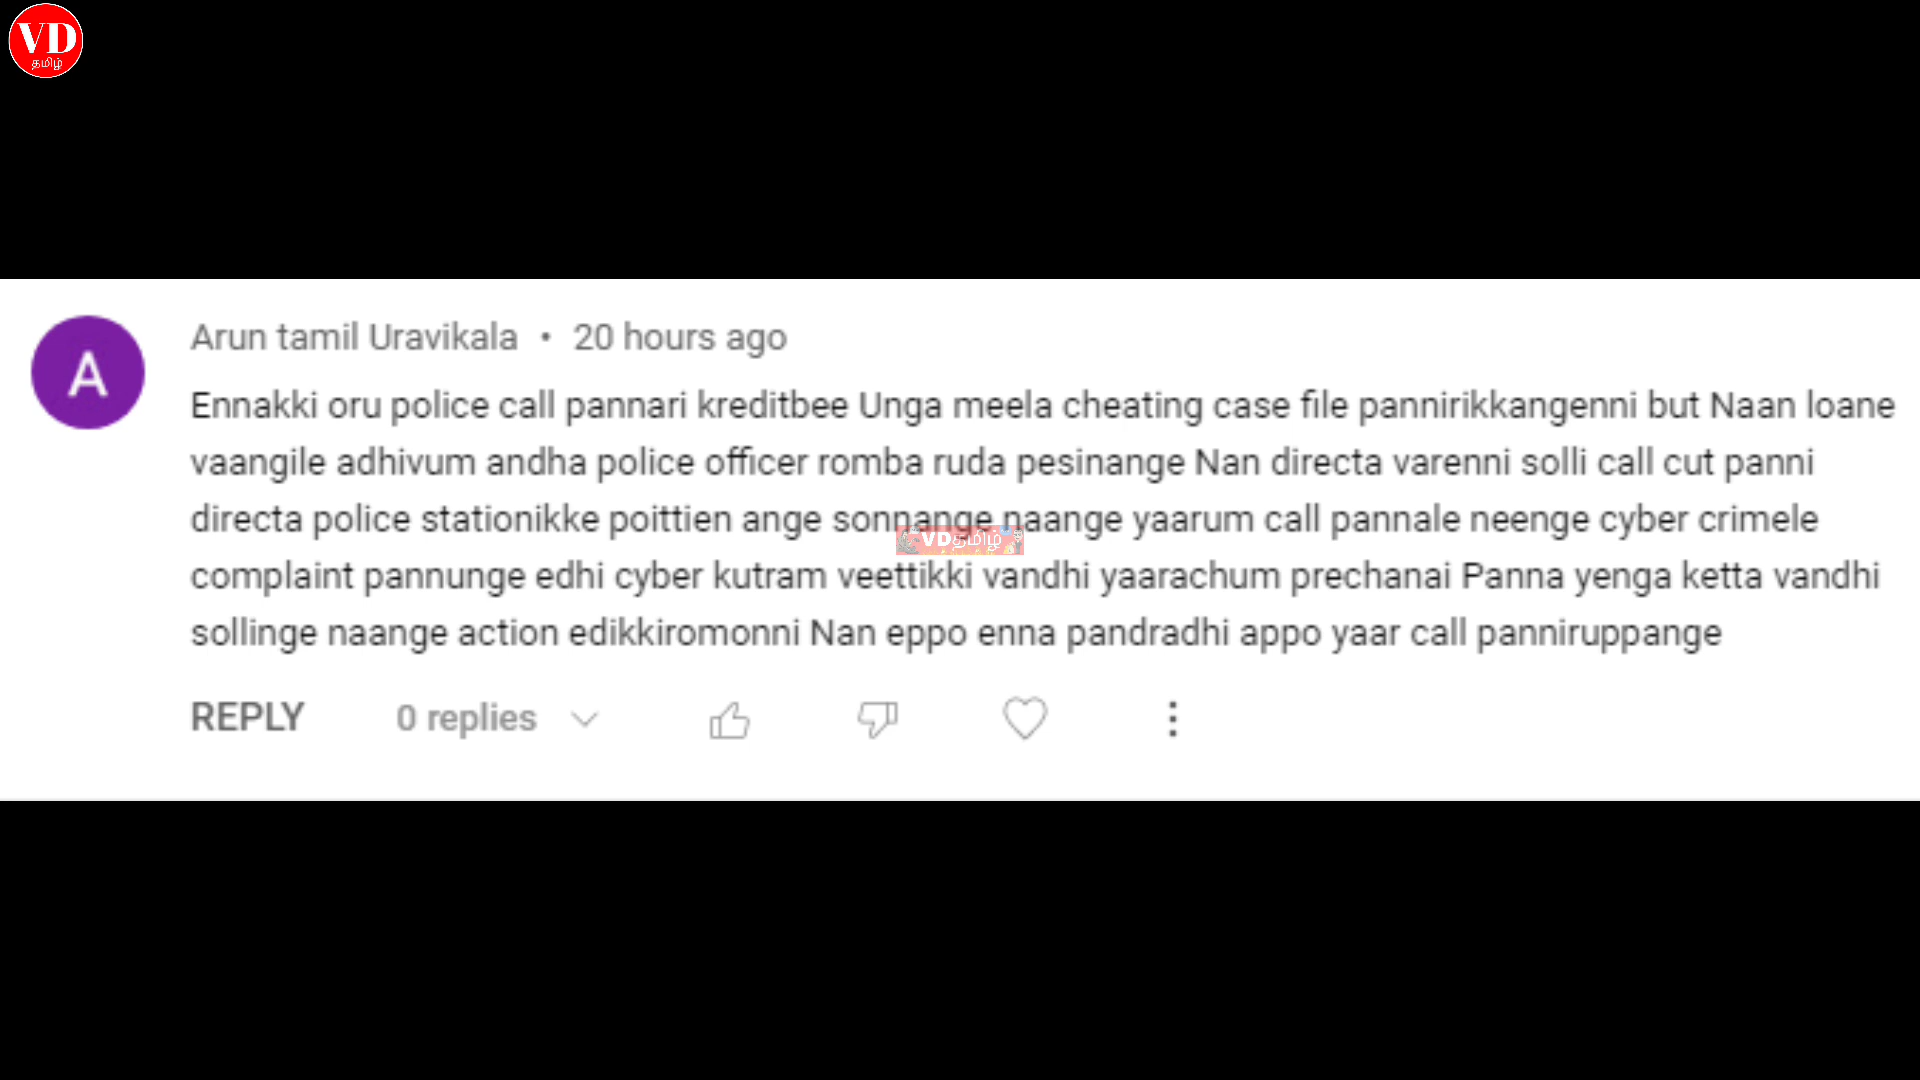 VD
தமிழ்
Arun tamil Uravikala • 20 hours ago
Ennakki oru police call pannari kreditbee Unga meela cheating case file pannirikkangenni but Naan loane
vaangile adhivum andha police officer romba ruda pesinange Nan directa varenni solli call cut panni
directa police stationikke poittien ange sonnange naange yaarum call pannale neenge cyber crimele
VDதமிழ்
complaint pannunge edhi cyber kutram veettikki vandhi yaarachum prechanai Panna yenga ketta vandhi
sollinge naange action edikkiromonni Nan eppo enna pandradhi appo yaar call panniruppange
REPLY 0 replies
A